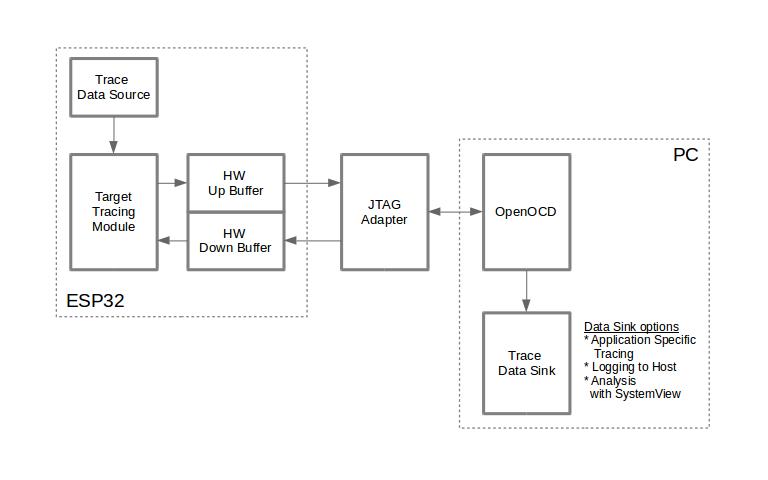 Trace
Data Source
Target
Tracing
Module
HW
Up Buffer
HW
Down Buffer
ESP32
JTAG
Adapter
PC
OpenOCD
Trace
Data Sink
Data Sink options
* Application Specific
Tracing
* Logging to Host
* Analysis
with SystemView